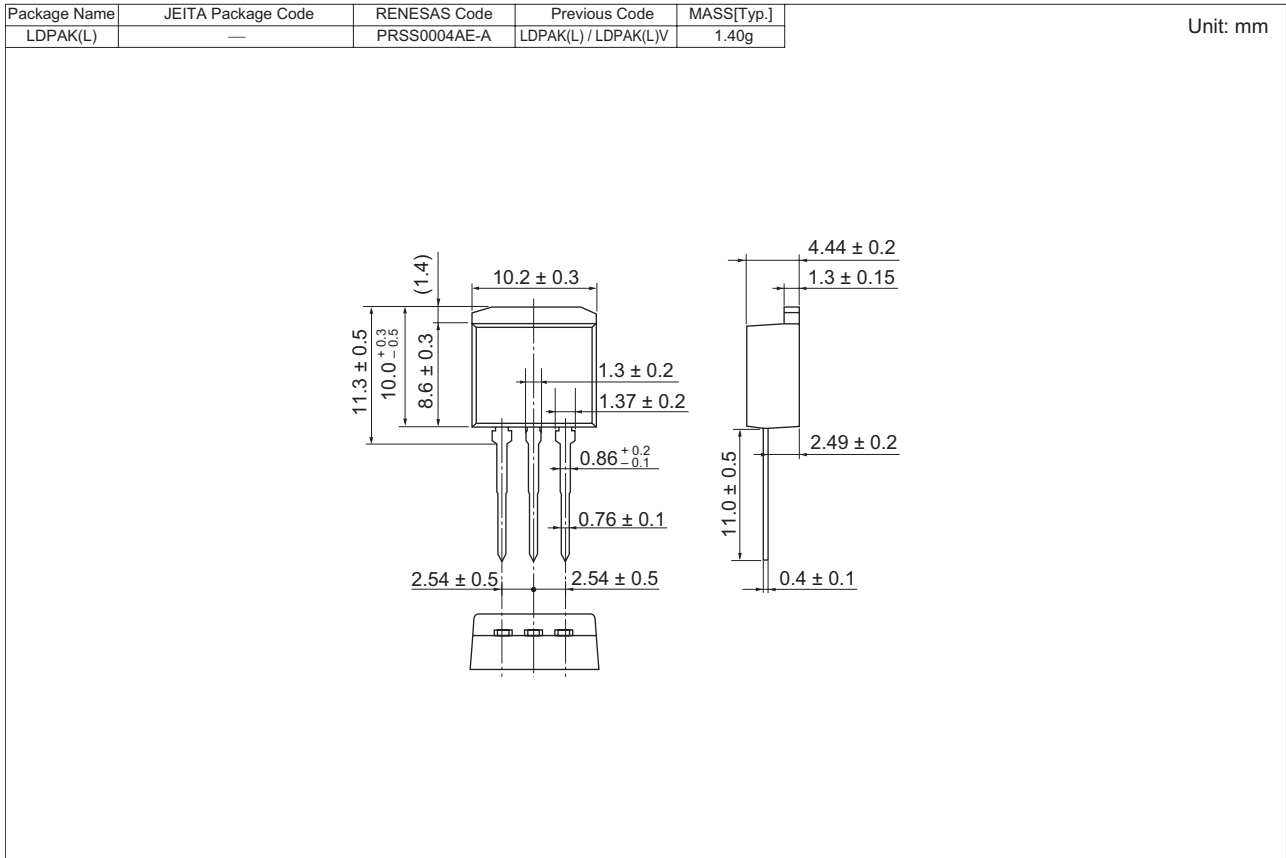 Package Name JEITA Package Code RENESAS Code Previous Code MASS[Typ.]
LDPAK(L) — PRSS0004AE-A LDPAK(L) / LDPAK(L)V 1.40g
Unit: mm
4.44 ± 0.2
(1.4)
10.2 ± 0.3
1.3 ± 0.15
11.3 ± 0.5
10.0 + 0.3 – 0.5
8.6 ± 0.3
1.3 ± 0.2
1.37 ± 0.2
2.49 ± 0.2
0.86 + 0.2 – 0.1
11.0 ± 0.5
0.76 ± 0.1
2.54 ± 0.5
2.54 ± 0.5
0.4 ± 0.1